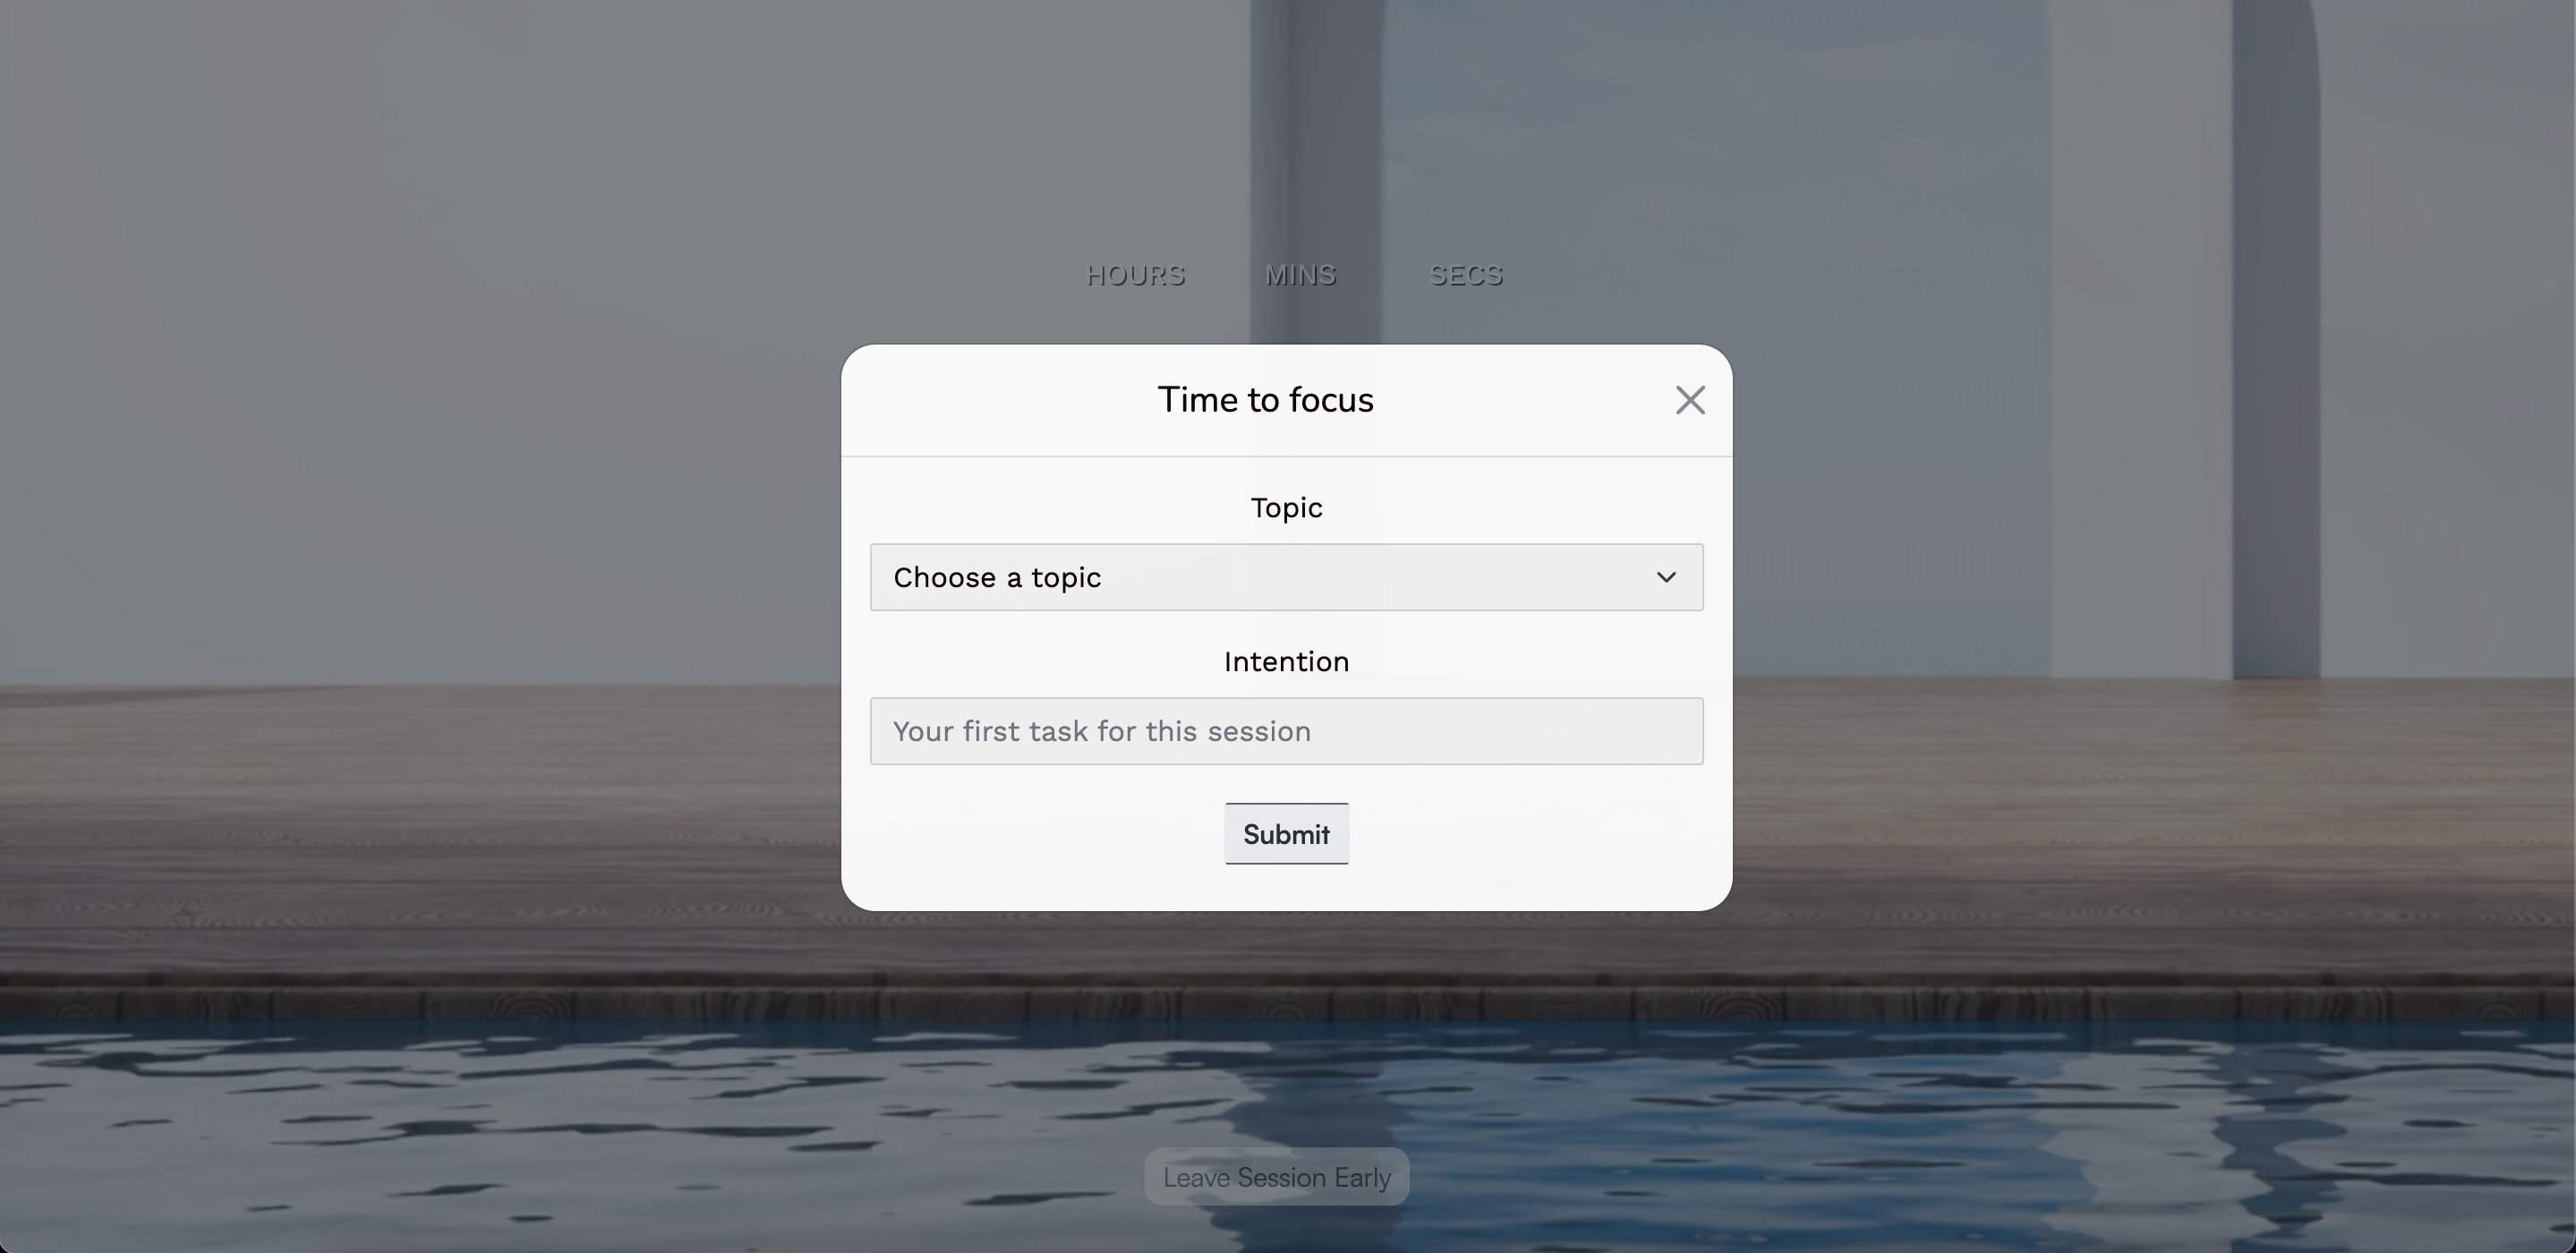 HOURS MINS SECS
Time to focus
Topic
Choose a topic
Intention
Your first task for this session
Submit
Leave Session Early